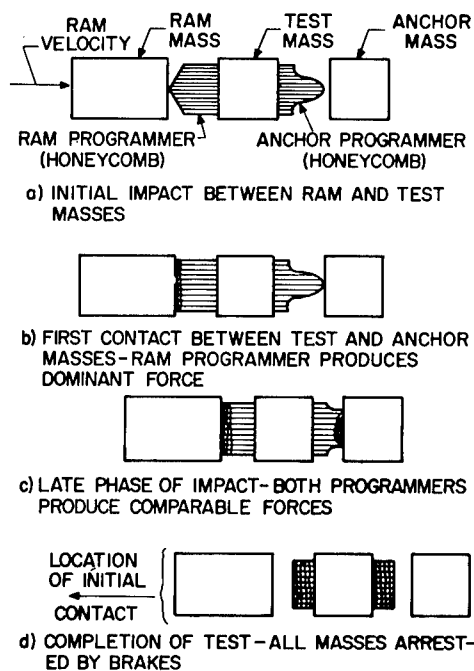 RAM
VELOCITY
RAM
MASS
TEST
MASS
ANCHOR
MASS
RAM PROGRAMMER
(HONEYCOMB)
ANCHOR PROGRAMMER
(HONEYCOMB)
a) INITIAL IMPACT BETWEEN RAM AND TEST
MASSES
b) FIRST CONTACT BETWEEN TEST AND ANCHOR
MASSES-RAM PROGRAMMER PRODUCES
DOMINANT FORCE
c) LATE PHASE OF IMPACT-BOTH PROGRAMMERS
PRODUCE COMPARABLE FORCES
LOCATION
OF INITIAL
CONTACT
d) COMPLETION OF TEST-ALL MASSES ARREST-
ED BY BRAKES